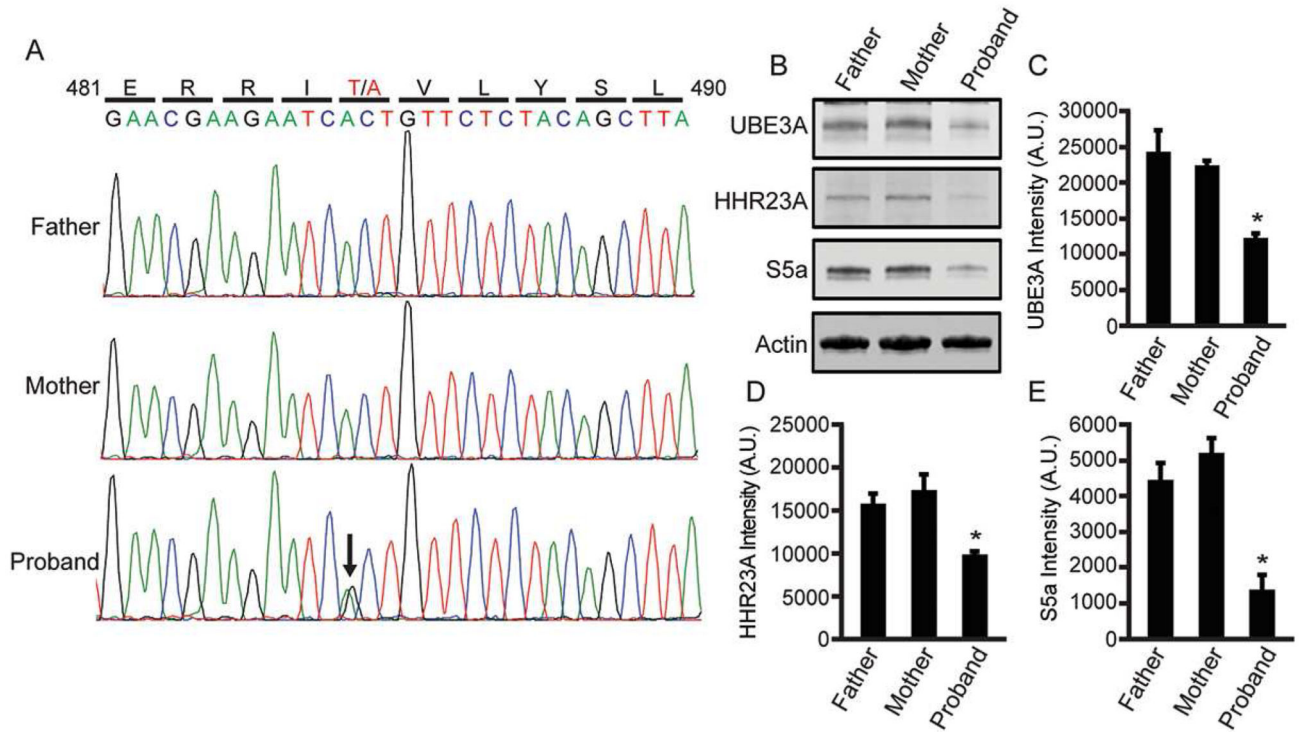 A
481 E R R I T/A V L Y S L 490
GAACGAAGAATCACTGTTCTCTACAGCTTA
Father
Mother
Proband
B
Father Mother Proband
UBE3A
HHR23A
S5a
Actin
C
UBE3A Intensity (A.U.)
30000
25000
20000
15000
10000
5000
0
*
Father Mother Proband
D
HHR23A Intensity (A.U.)
25000
20000
15000
10000
5000
0
*
Father Mother Proband
E
S5a Intensity (A.U.)
6000
5000
4000
3000
2000
1000
0
*
Father Mother Proband